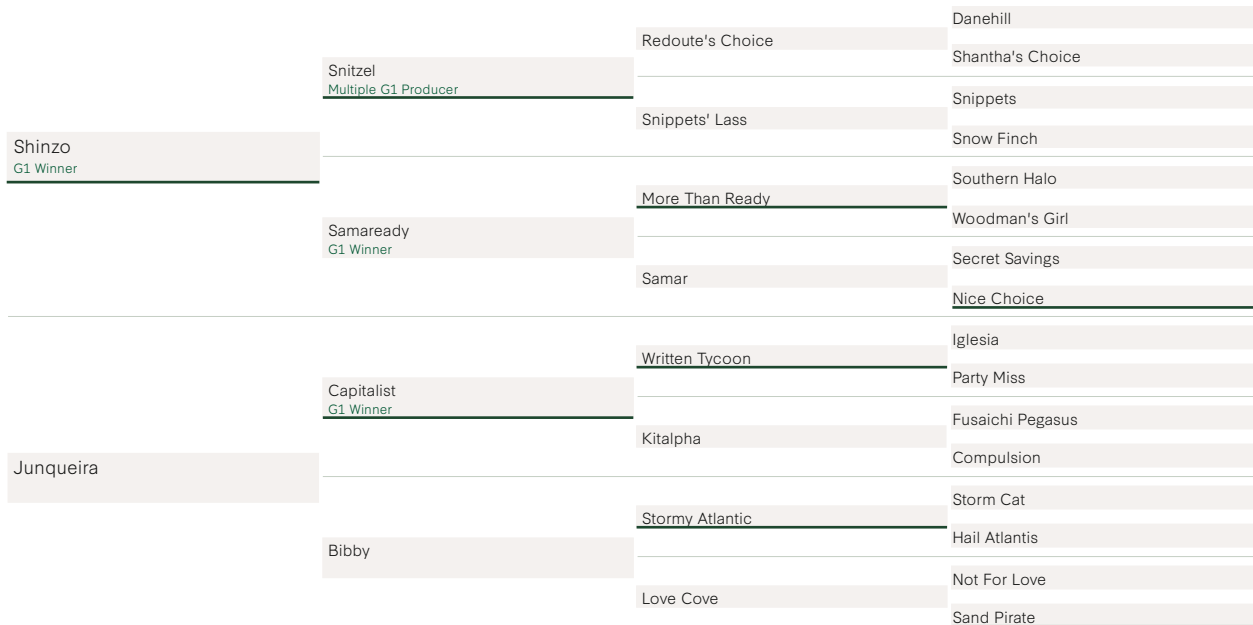 Shinzo
G1 Winner
Snitzel
Multiple G1 Producer
Redoute's Choice
Danehill
Shantha's Choice
Snippets' Lass
Snippets
Snow Finch
Samaready
G1 Winner
More Than Ready
Southern Halo
Woodman's Girl
Samar
Secret Savings
Nice Choice
Junqueira
Capitalist
G1 Winner
Written Tycoon
Iglesia
Party Miss
Kitalpha
Fusaichi Pegasus
Compulsion
Bibby
Stormy Atlantic
Storm Cat
Hail Atlantis
Love Cove
Not For Love
Sand Pirate